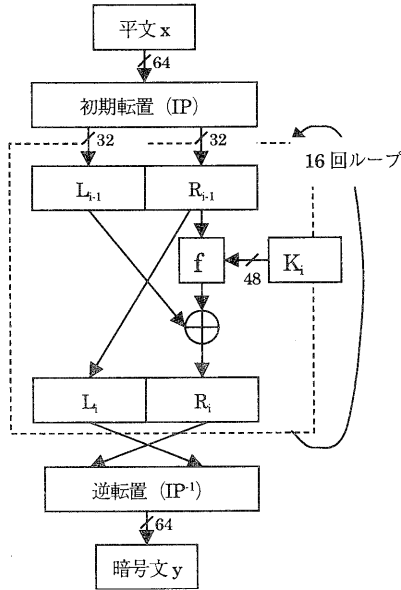 平文 x
64
初期転置 (IP)
32
32
16 回ループ
Lᵢ₋₁
Rᵢ₋₁
f
48
Kᵢ
Lᵢ
Rᵢ
逆転置 (IP⁻¹)
64
暗号文 y